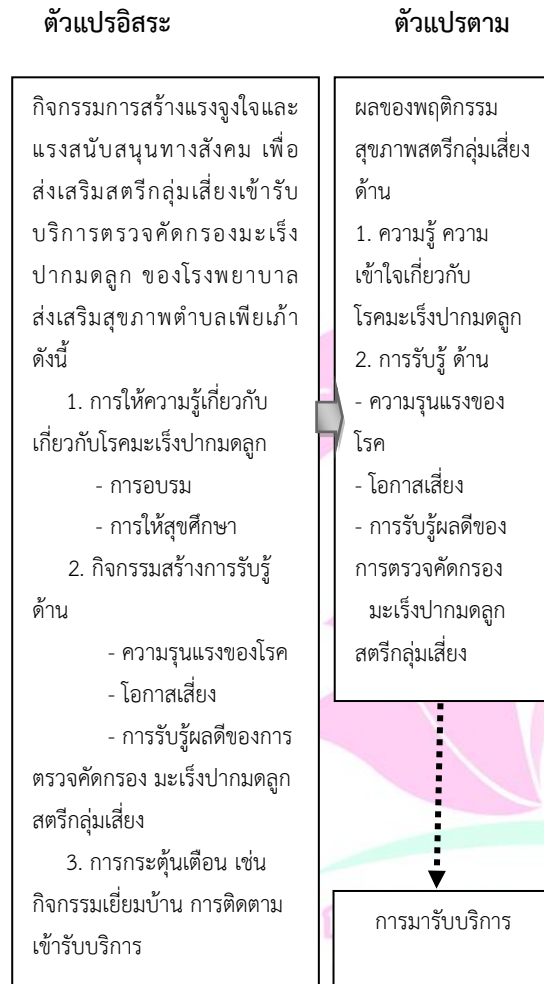 ตัวแปรอิสระ
ตัวแปรตาม
กิจกรรมการสร้างแรงจูงใจและ
แรงสนับสนุนทางสังคม เพื่อ
ส่งเสริมสตรีกลุ่มเสี่ยงเข้ารับ
บริการตรวจคัดกรองมะเร็ง
ปากมดลูก ของโรงพยาบาล
ส่งเสริมสุขภาพตำบลเพียเภ้า
ดังนี้
1. การให้ความรู้เกี่ยวกับ
เกี่ยวกับโรคมะเร็งปากมดลูก
- การอบรม
- การให้สุขศึกษา
2. กิจกรรมสร้างการรับรู้
ด้าน
- ความรุนแรงของโรค
- โอกาสเสี่ยง
- การรับรู้ผลดีของการ
ตรวจคัดกรอง มะเร็งปากมดลูก
สตรีกลุ่มเสี่ยง
3. การกระตุ้นเตือน เช่น
กิจกรรมเยี่ยมบ้าน การติดตาม
เข้ารับบริการ
ผลของพฤติกรรม
สุขภาพสตรีกลุ่มเสี่ยง
ด้าน
1. ความรู้ ความ
เข้าใจเกี่ยวกับ
โรคมะเร็งปากมดลูก
2. การรับรู้ ด้าน
- ความรุนแรงของ
โรค
- โอกาสเสี่ยง
- การรับรู้ผลดีของ
การตรวจคัดกรอง
มะเร็งปากมดลูก
สตรีกลุ่มเสี่ยง
การมารับบริการ